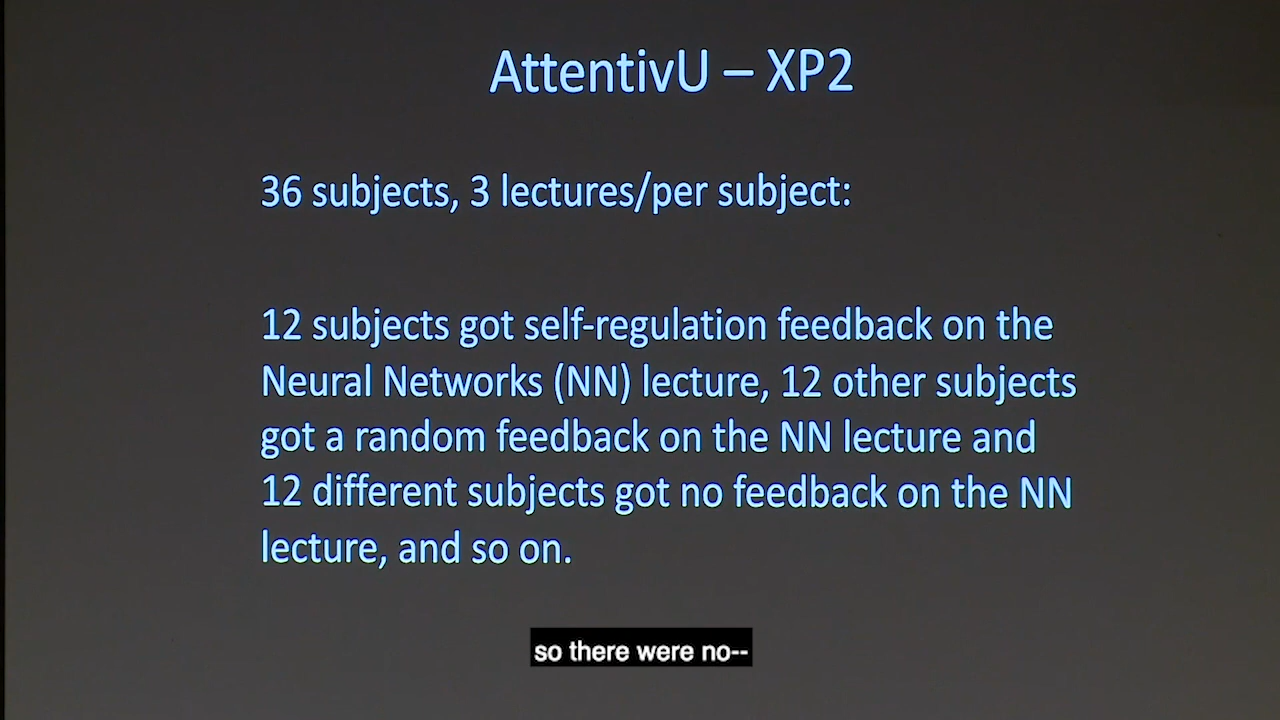 AttentivU – XP2
36 subjects, 3 lectures/per subject:
12 subjects got self-regulation feedback on the
Neural Networks (NN) lecture, 12 other subjects
got a random feedback on the NN lecture and
12 different subjects got no feedback on the NN
lecture, and so on.
so there were no--